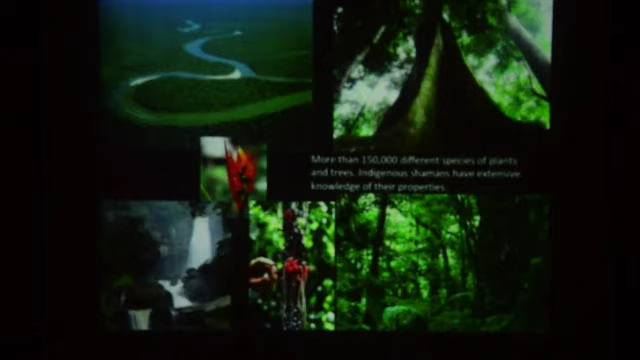 More than 150,000 different species of plants
and trees. Indigenous shamans have extensive
knowledge of their properties.